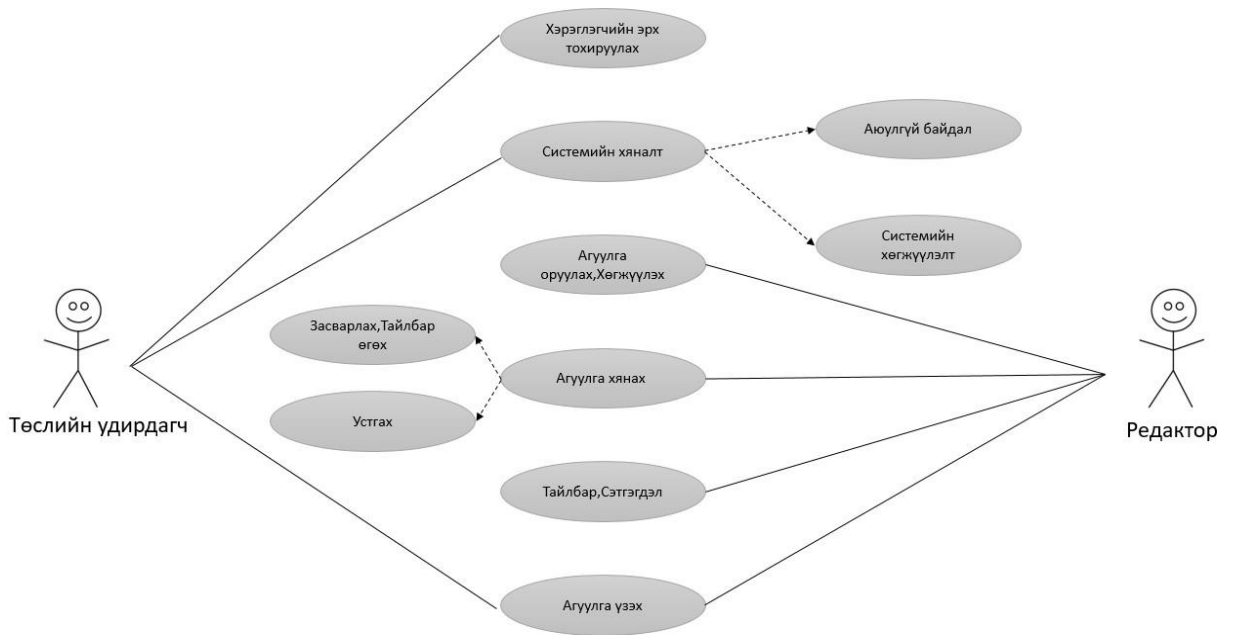 Хэрэглэгчийн эрх
тохируулах
Системийн хяналт
Аюулгүй байдал
Системийн
хөгжүүлэлт
Агуулга
оруулах,Хөгжүүлэх
Засварлах,Тайлбар
өгөх
Агуулга хянах
Устгах
Төслийн удирдагч
Редактор
Тайлбар,Сэтгэгдэл
Агуулга үзэх